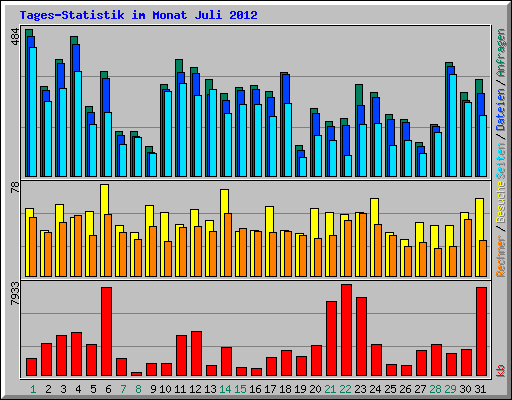 Tages-Statistik im Monat Juli 2012
484
78
7933
Rechner / Besuche Seiten / Dateien / Anfragen
kb
1 2 3 4 5 6 7 8 9 10 11 12 13 14 15 16 17 18 19 20 21 22 23 24 25 26 27 28 29 30 31